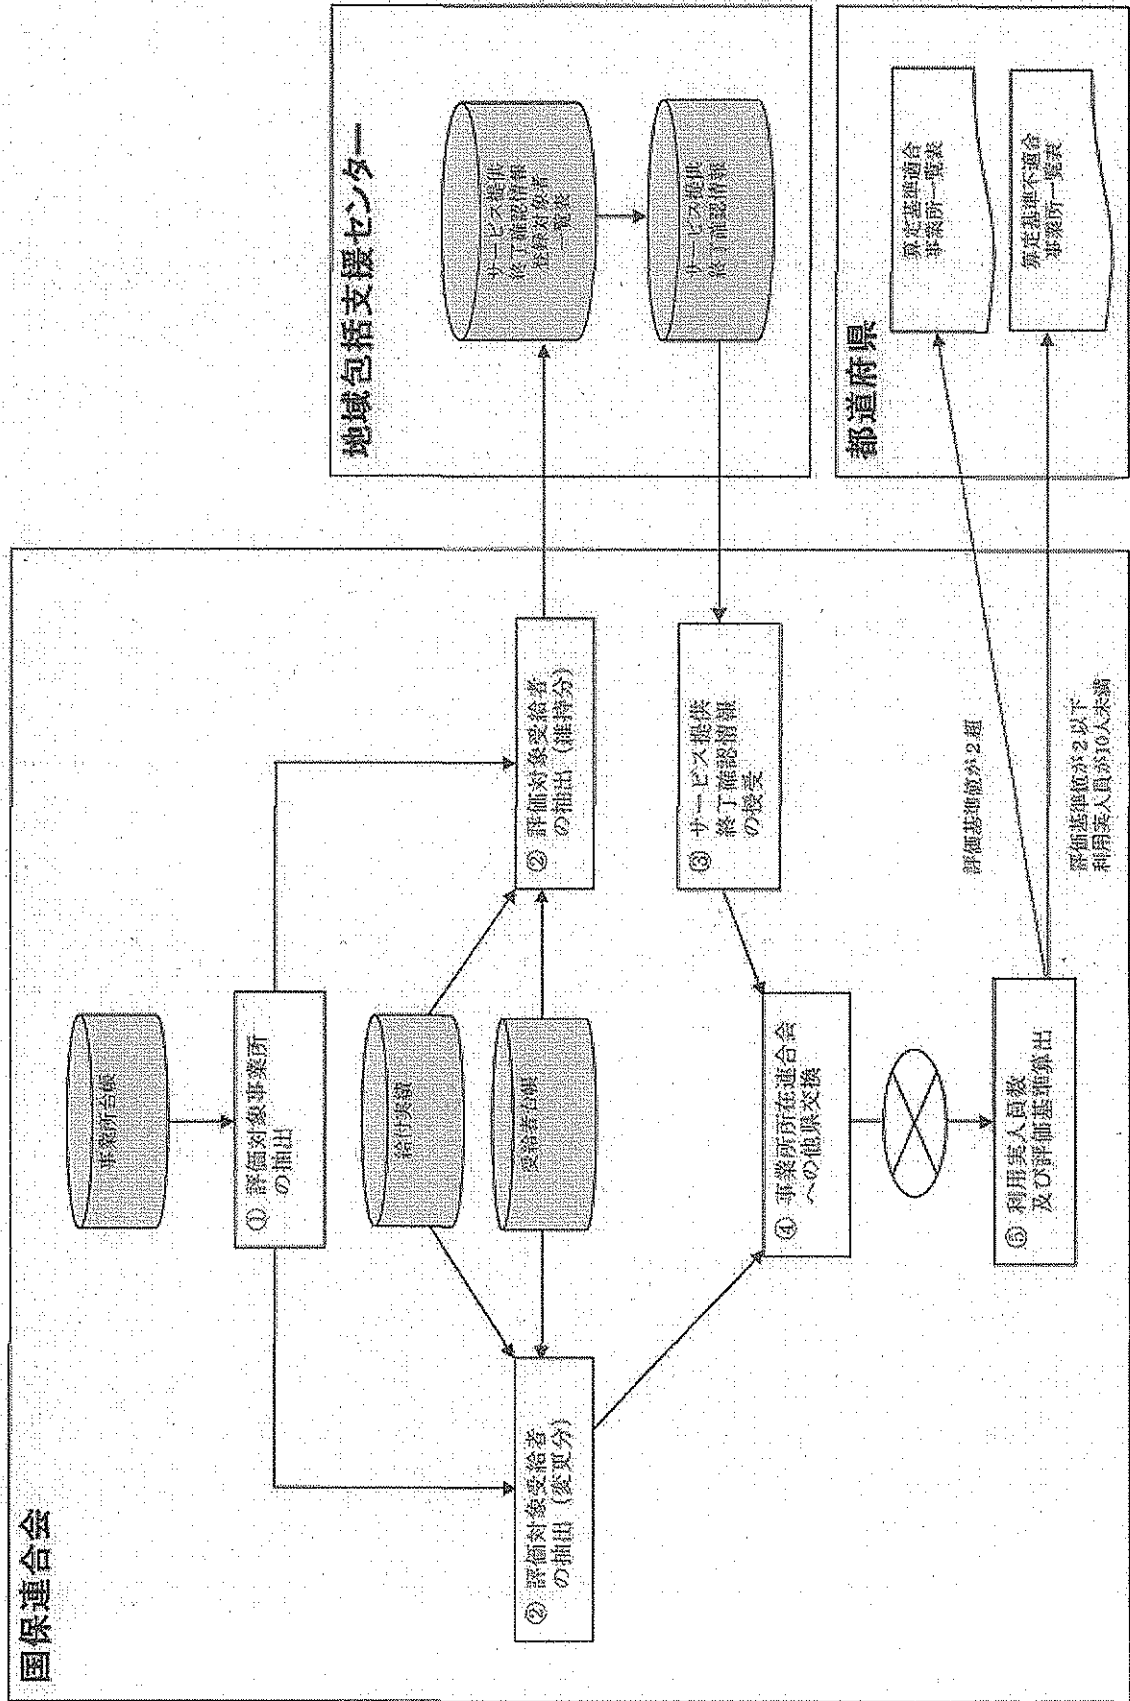 国保連合会
事業所台帳
① 評価対象事業所
の抽出
給付実績
受給者台帳
② 評価対象受給者
の抽出（変更分）
② 評価対象受給者
の抽出（維持分）
③ サービス提供
終了確認情報
の授受
④ 事業所所在連合会
への他県交換
⑤ 利用実人員数
及び評価基準算出
評価基準値が２超
評価基準値が２以下
利用実人員が10人未満
地域包括支援センター
サービス提供
終了確認情報
登録対象者
一覧表
サービス提供
終了確認情報
都道府県
算定基準適合
事業所一覧表
算定基準不適合
事業所一覧表